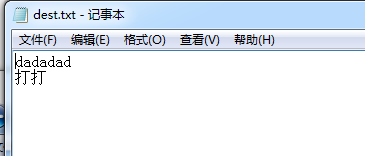 dest.txt - 记事本
文件(F) 编辑(E) 格式(O) 查看(V) 帮助(H)
dadadad
打打